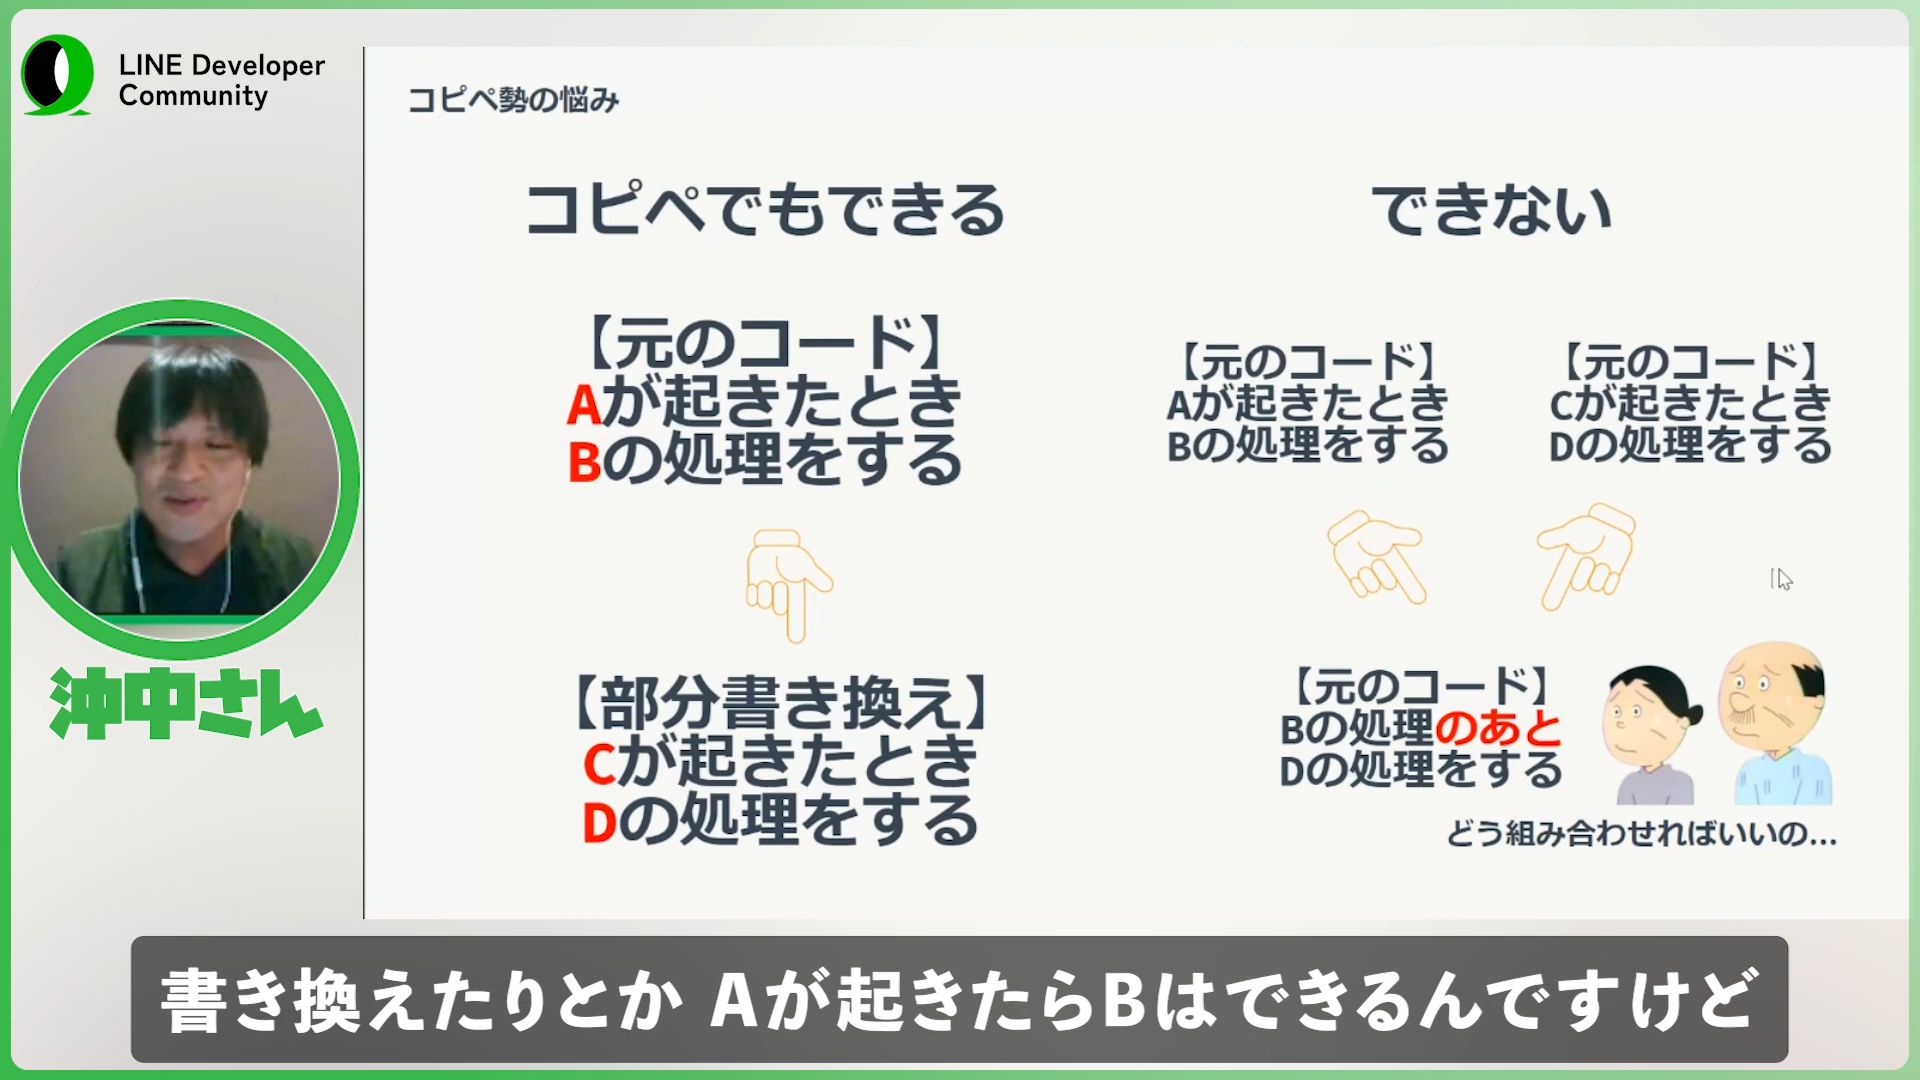 LINE Developer
Community
コピペ勢の悩み
コピペでもできる
【元のコード】
Aが起きたとき
Bの処理をする
【部分書き換え】
Cが起きたとき
Dの処理をする
できない
【元のコード】
Aが起きたとき
Bの処理をする
【元のコード】
Cが起きたとき
Dの処理をする
【元のコード】
Bの処理のあと
Dの処理をする
どう組み合わせればいいの...
沖中さん
書き換えたりとか Aが起きたらBはできるんですけど